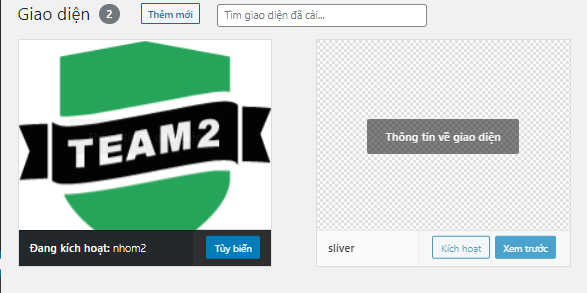 Giao diện 2 Thêm mới Tìm giao diện đã cài...
TEAM2
Thông tin về giao diện
Đang kích hoạt: nhom2 Tùy biến
sliver Kích hoạt Xem trước